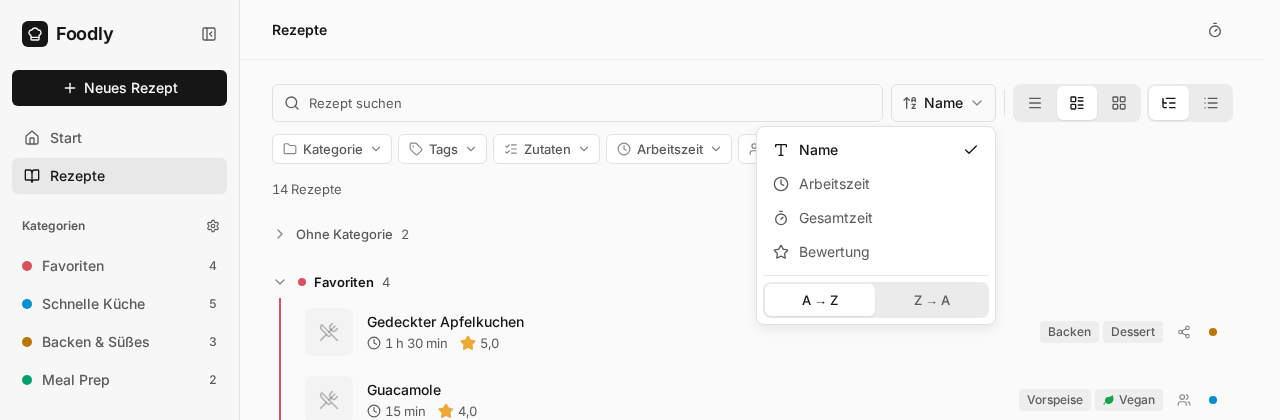 Foodly
Neues Rezept
Start
Rezepte
Kategorien
Favoriten 4
Schnelle Küche 5
Backen & Süßes 3
Meal Prep 2
Rezepte
Rezept suchen
Name
Kategorie
Tags
Zutaten
Arbeitszeit
Name
Arbeitszeit
Gesamtzeit
Bewertung
A → Z
Z → A
14 Rezepte
Ohne Kategorie 2
Favoriten 4
Gedeckter Apfelkuchen
1 h 30 min 5,0
Backen Dessert
Guacamole
15 min 4,0
Vorspeise Vegan